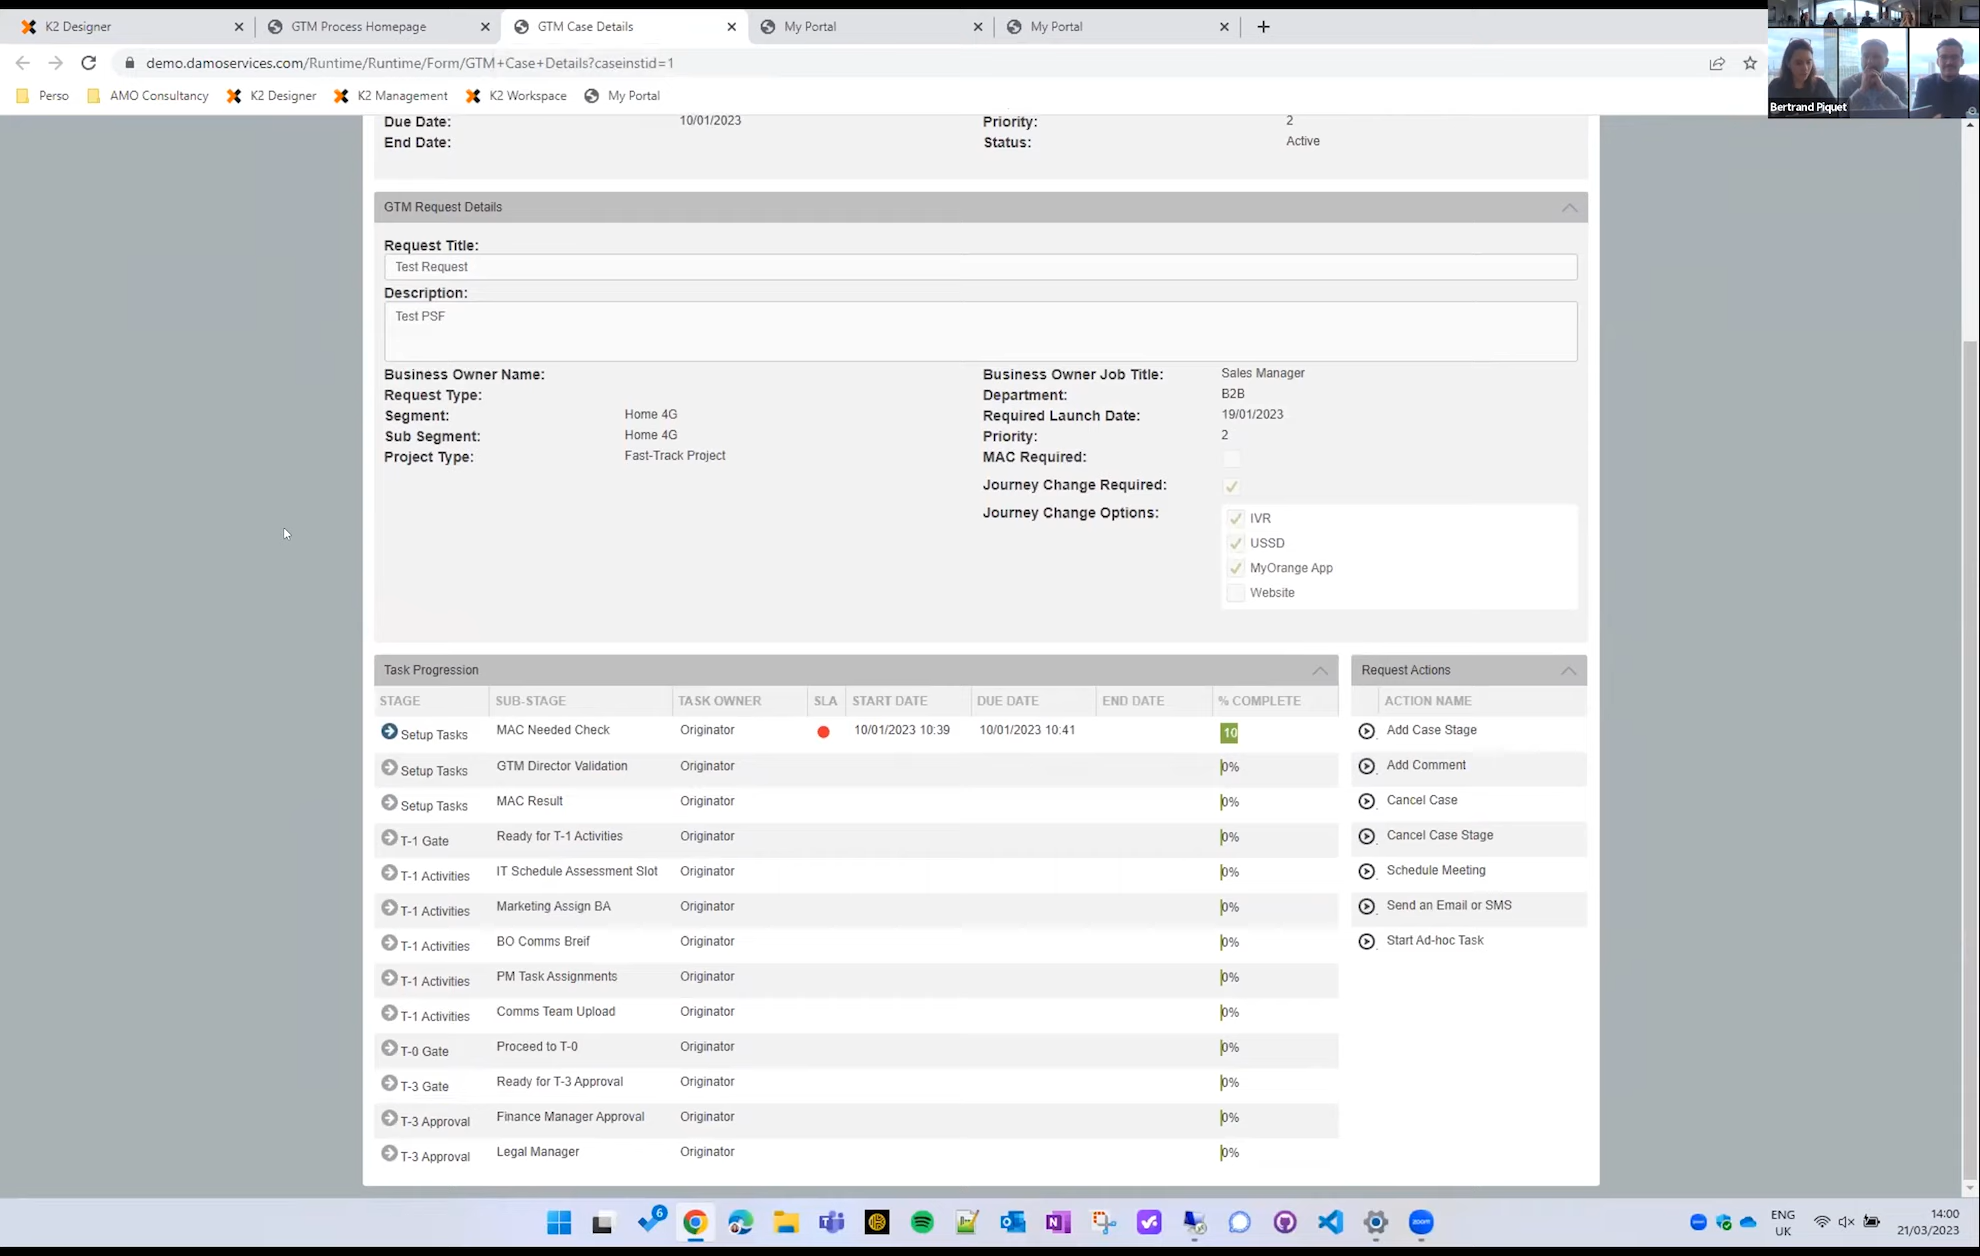 K2 Designer
GTM Process Homepage
GTM Case Details
My Portal
My Portal
demo.damoservices.com/Runtime/Runtime/Form/GTM+Case+Details?caseinstid=1
Perso
AMO Consultancy
K2 Designer
K2 Management
K2 Workspace
My Portal
Bertrand Piquet
Due Date: 10/01/2023 Priority: 2
End Date: Status: Active
GTM Request Details
Request Title:
Test Request
Description:
Test PSF
Business Owner Name: Business Owner Job Title: Sales Manager
Request Type: Department: B2B
Segment: Home 4G Required Launch Date: 19/01/2023
Sub Segment: Home 4G Priority: 2
Project Type: Fast-Track Project MAC Required:
Journey Change Required:
Journey Change Options: IVR
USSD
MyOrange App
Website
Task Progression
STAGE SUB-STAGE TASK OWNER SLA START DATE DUE DATE END DATE % COMPLETE
Setup Tasks MAC Needed Check Originator 10/01/2023 10:39 10/01/2023 10:41 10
Setup Tasks GTM Director Validation Originator 0%
Setup Tasks MAC Result Originator 0%
T-1 Gate Ready for T-1 Activities Originator 0%
T-1 Activities IT Schedule Assessment Slot Originator 0%
T-1 Activities Marketing Assign BA Originator 0%
T-1 Activities BO Comms Breif Originator 0%
T-1 Activities PM Task Assignments Originator 0%
T-1 Activities Comms Team Upload Originator 0%
T-0 Gate Proceed to T-0 Originator 0%
T-3 Gate Ready for T-3 Approval Originator 0%
T-3 Approval Finance Manager Approval Originator 0%
T-3 Approval Legal Manager Originator 0%
Request Actions
ACTION NAME
Add Case Stage
Add Comment
Cancel Case
Cancel Case Stage
Schedule Meeting
Send an Email or SMS
Start Ad-hoc Task
6
zoom
ENG
UK
14:00
21/03/2023